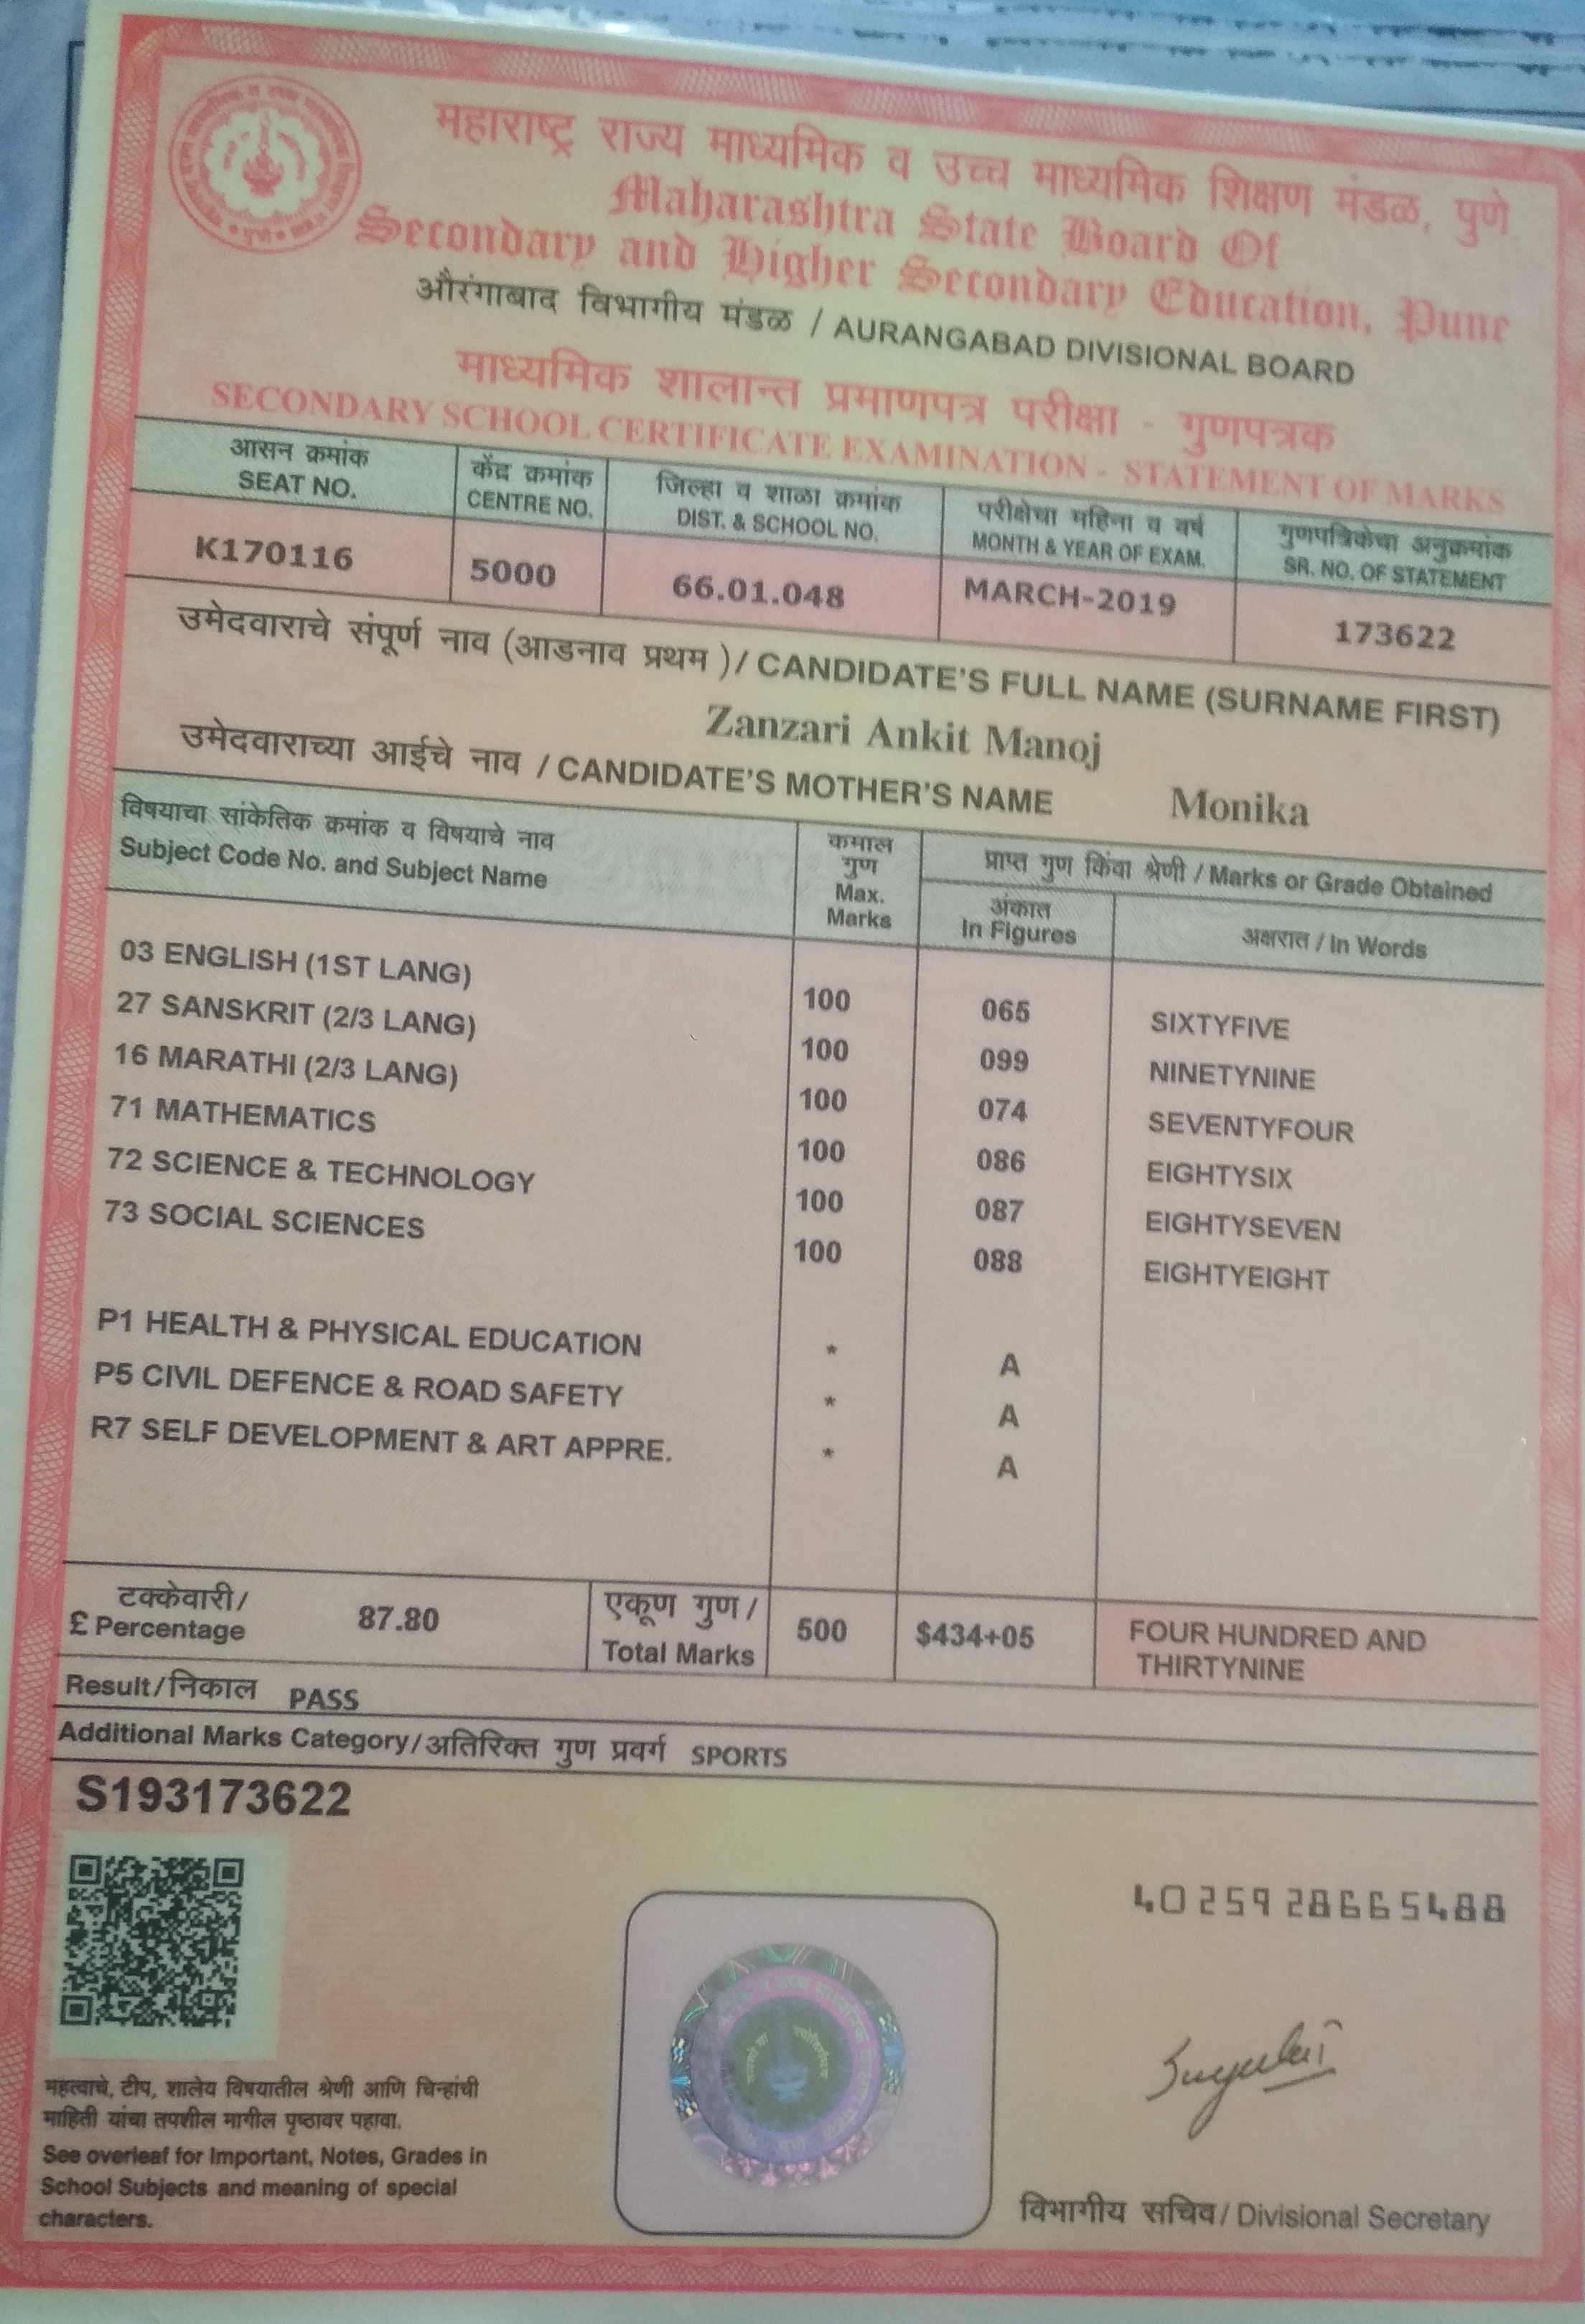 महाराष्ट्र राज्य माध्यमिक व उच्च माध्यमिक शिक्षण मंडळ, पुणे
Maharashtra State Board Of
Secondary and Higher Secondary Education, Pune
औरंगाबाद विभागीय मंडळ / AURANGABAD DIVISIONAL BOARD
माध्यमिक शालान्त प्रमाणपत्र परीक्षा - गुणपत्रक
SECONDARY SCHOOL CERTIFICATE EXAMINATION - STATEMENT OF MARKS
आसन क्रमांक केंद्र क्रमांक जिल्हा व शाळा क्रमांक परीक्षेचा महिना व वर्ष गुणपत्रिकेचा अनुक्रमांक
SEAT NO. CENTRE NO. DIST. & SCHOOL NO. MONTH & YEAR OF EXAM. SR. NO. OF STATEMENT
K170116 5000 66.01.048 MARCH-2019 173622
उमेदवाराचे संपूर्ण नाव (आडनाव प्रथम )/ CANDIDATE'S FULL NAME (SURNAME FIRST)
Zanzari Ankit Manoj
उमेदवाराच्या आईचे नाव / CANDIDATE'S MOTHER'S NAME Monika
विषयाचा सांकेतिक क्रमांक व विषयाचे नाव
Subject Code No. and Subject Name
कमाल
गुण
Max.
Marks
प्राप्त गुण किंवा श्रेणी / Marks or Grade Obtained
अंकात
In Figures
अक्षरात / In Words
03 ENGLISH (1ST LANG) 100 065 SIXTYFIVE
27 SANSKRIT (2/3 LANG) 100 099 NINETYNINE
16 MARATHI (2/3 LANG) 100 074 SEVENTYFOUR
71 MATHEMATICS 100 086 EIGHTYSIX
72 SCIENCE & TECHNOLOGY 100 087 EIGHTYSEVEN
73 SOCIAL SCIENCES 100 088 EIGHTYEIGHT
P1 HEALTH & PHYSICAL EDUCATION * A
P5 CIVIL DEFENCE & ROAD SAFETY * A
R7 SELF DEVELOPMENT & ART APPRE. * A
टक्केवारी/
£ Percentage 87.80
एकूण गुण/
Total Marks 500 $434+05
FOUR HUNDRED AND
THIRTYNINE
Result/निकाल PASS
Additional Marks Category/अतिरिक्त गुण प्रवर्ग SPORTS
S193173622
4025928665488
महत्वाचे, टीप, शालेय विषयातील श्रेणी आणि चिन्हांची
माहिती यांचा तपशील मागील पृष्ठावर पहावा.
See overleaf for Important, Notes, Grades in
School Subjects and meaning of special
characters.
विभागीय सचिव/ Divisional Secretary